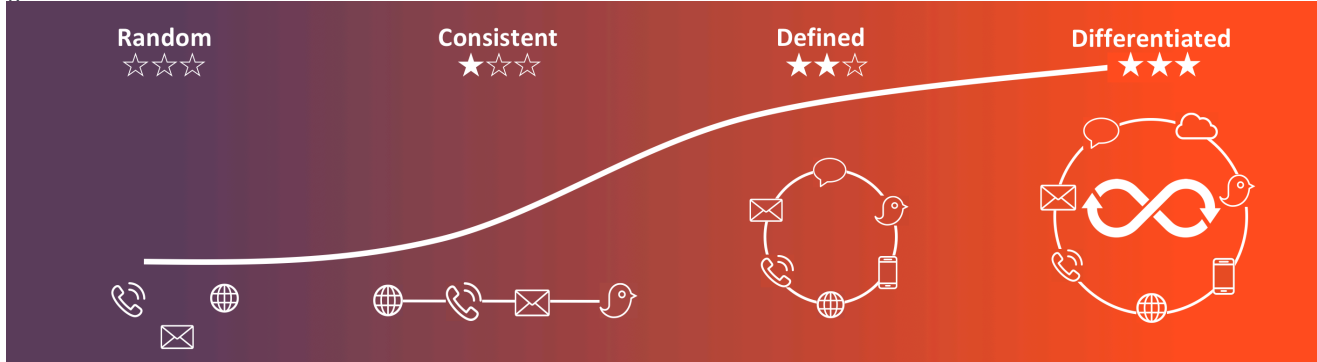 Random
☆☆☆
Consistent
★☆☆
Defined
★★☆
Differentiated
★★★